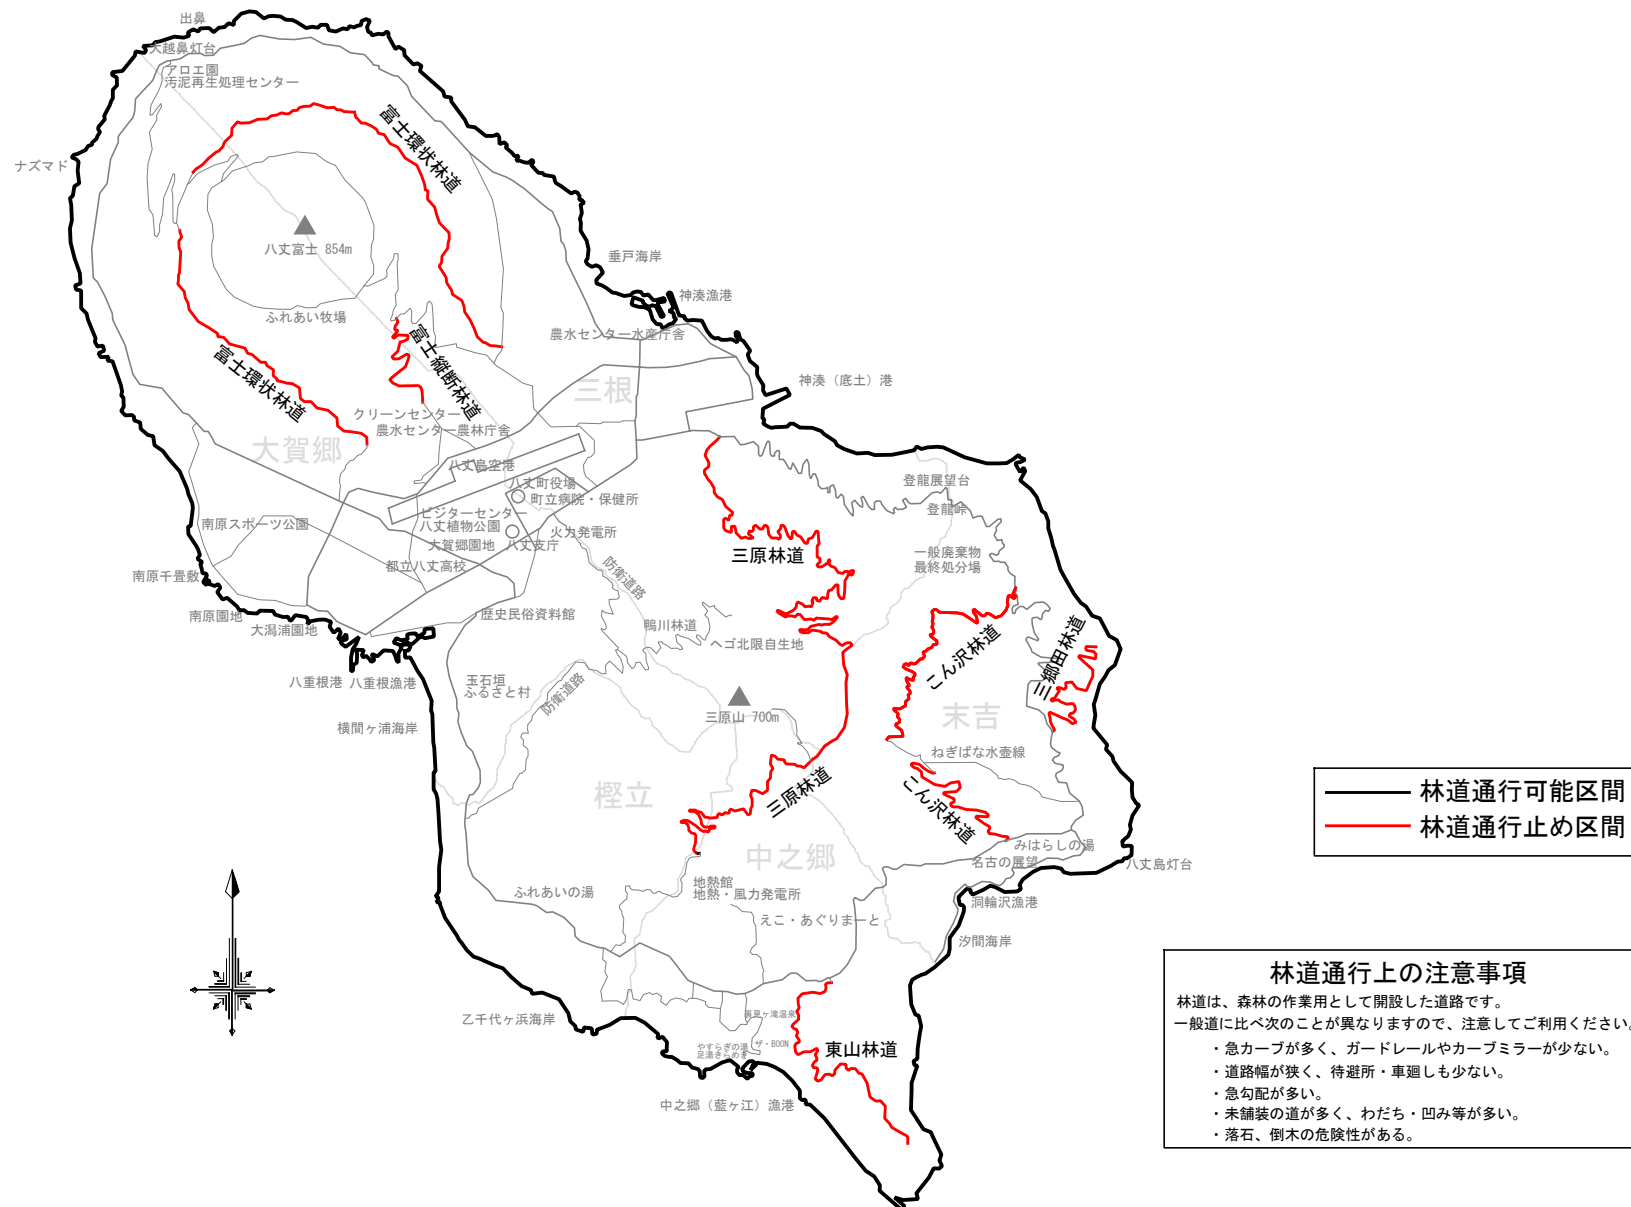 出鼻
大越鼻灯台
アロエ園
汚泥再生処理センター
富士環状林道
ナズマド
八丈富士 854m
垂戸海岸
神湊漁港
ふれあい牧場
農水センター水産庁舎
富士縦断林道
富士環状林道
三根
神湊（底土）港
クリーンセンター
農水センター農林庁舎
大賀郷
八丈島空港
八丈町役場
町立病院・保健所
登龍展望台
登龍峠
ビジターセンター
八丈植物公園
南原スポーツ公園
大賀郷園地
八丈支庁
火力発電所
三原林道
一般廃棄物
最終処分場
都立八丈高校
防衛道路
南原千畳敷
南原園地
大潟浦園地
歴史民俗資料館
鴨川林道
ヘゴ北限自生地
こん沢林道
三郷田林道
八重根港
八重根漁港
玉石垣
ふるさと村
防衛道路
横間ヶ浦海岸
三原山 700m
末吉
ねぎばな水壺線
樫立
三原林道
こん沢林道
林道通行可能区間
林道通行止め区間
中之郷
みはらしの湯
名古の展望
八丈島灯台
ふれあいの湯
地熱館
地熱・風力発電所
洞輪沢漁港
えこ・あぐりまーと
汐間海岸
林道通行上の注意事項
林道は、森林の作業用として開設した道路です。
一般道に比べ次のことが異なりますので、注意してご利用ください。
・急カーブが多く、ガードレールやカーブミラーが少ない。
・道路幅が狭く、待避所・車廻しも少ない。
・急勾配が多い。
・未舗装の道が多く、わだち・凹み等が多い。
・落石、倒木の危険性がある。
乙千代ヶ浜海岸
裏見ヶ滝温泉
やすらぎの湯
足湯きらめき
ザ・BOON
東山林道
中之郷（藍ヶ江）漁港